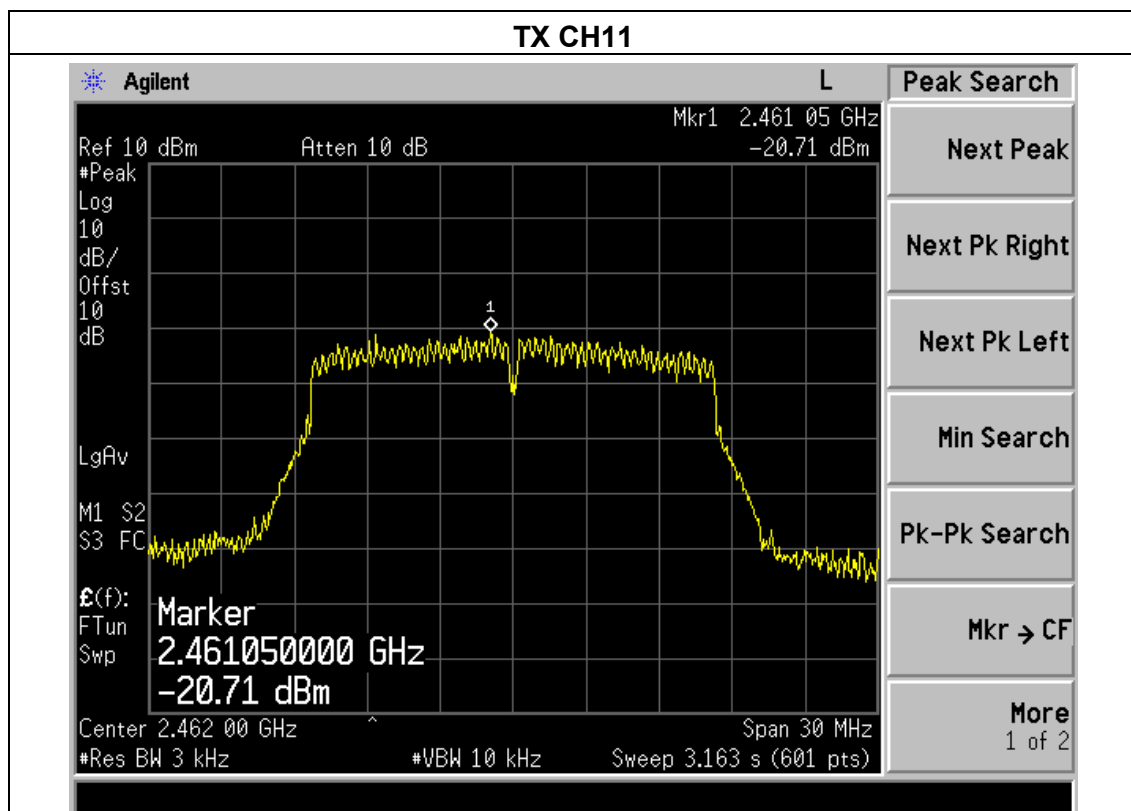 TX CH11
Agilent
L
Peak Search
Mkr1 2.461 05 GHz
Ref 10 dBm
Atten 10 dB
-20.71 dBm
#Peak
Log
10
dB/
Offst
10
dB
1
LgAv
M1 S2
S3 FC
£(f):
FTun
Swp
Marker
2.461050000 GHz
-20.71 dBm
Center 2.462 00 GHz
^
Span 30 MHz
#Res BW 3 kHz
#VBW 10 kHz
Sweep 3.163 s (601 pts)
Next Peak
Next Pk Right
Next Pk Left
Min Search
Pk-Pk Search
Mkr → CF
More
1 of 2